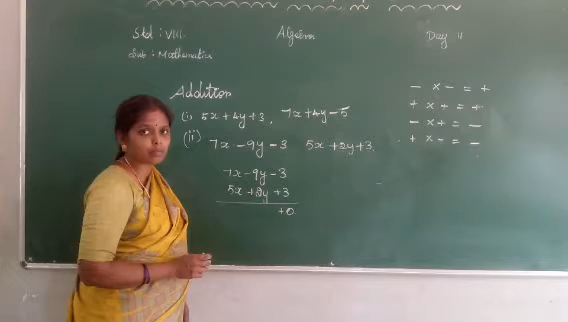 Std : VIII. Algebra Day 11
Sub : Mathematics
Addition
(i) 5x + 4y + 3, 7x + 4y - 5
(ii) 7x - 9y - 3 5x + 2y + 3.
7x - 9y - 3
5x + 2y + 3
+0
- x - = +
+ x + = +
- x + = -
+ x - = -